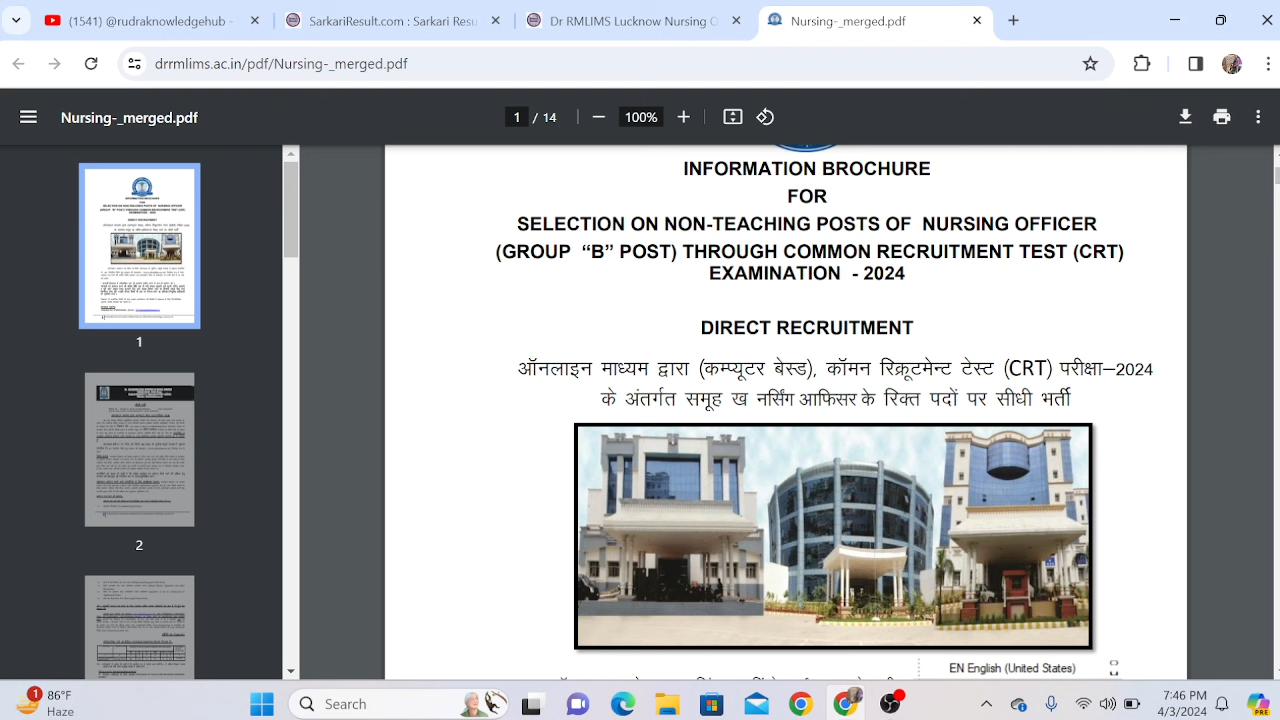 (1541) @rudraknowledgehub -
SarkariResult.com : Sarkari Resu
Dr RMLIMS Lucknow Nursing O
Nursing-_merged.pdf
drrmlims.ac.in/pdf/Nursing-_merged.pdf
Nursing-_merged.pdf
1 / 14
100%
INFORMATION BROCHURE
FOR
SELECTION ON NON-TEACHING POSTS OF NURSING OFFICER
(GROUP “B” POST) THROUGH COMMON RECRUITMENT TEST (CRT)
EXAMINATION - 2024
DIRECT RECRUITMENT
ऑनलाइन माध्यम द्वारा (कम्प्यूटर बेस्ड), कॉमन रिक्रूटमेन्ट टेस्ट (CRT) परीक्षा–2024
के अंतर्गत समूह ख नर्सिंग आफिसर के रिक्त पदों पर सीधी भर्ती
1
2
EN English (United States)
1
86°F
Haze
Search
7:46 PM
4/3/2024
PRE